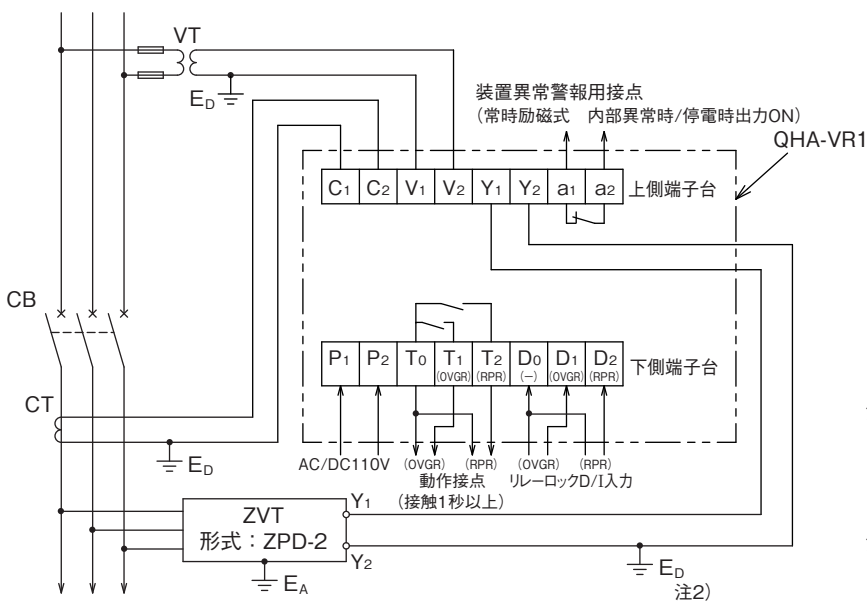 VT
E_D
装置異常警報用接点
(常時励磁式 内部異常時/停電時出力ON)
QHA-VR1
C1 C2 V1 V2 Y1 Y2 a1 a2 上側端子台
CB
P1 P2 T0 T1 T2 D0 D1 D2 下側端子台
(OVGR) (RPR) (−) (OVGR) (RPR)
CT
E_D
AC/DC110V (OVGR) (RPR) (OVGR) (RPR)
動作接点 リレーロックD/I入力
(接触1秒以上)
ZVT
形式：ZPD-2
Y1
Y2
E_A
E_D
注2)